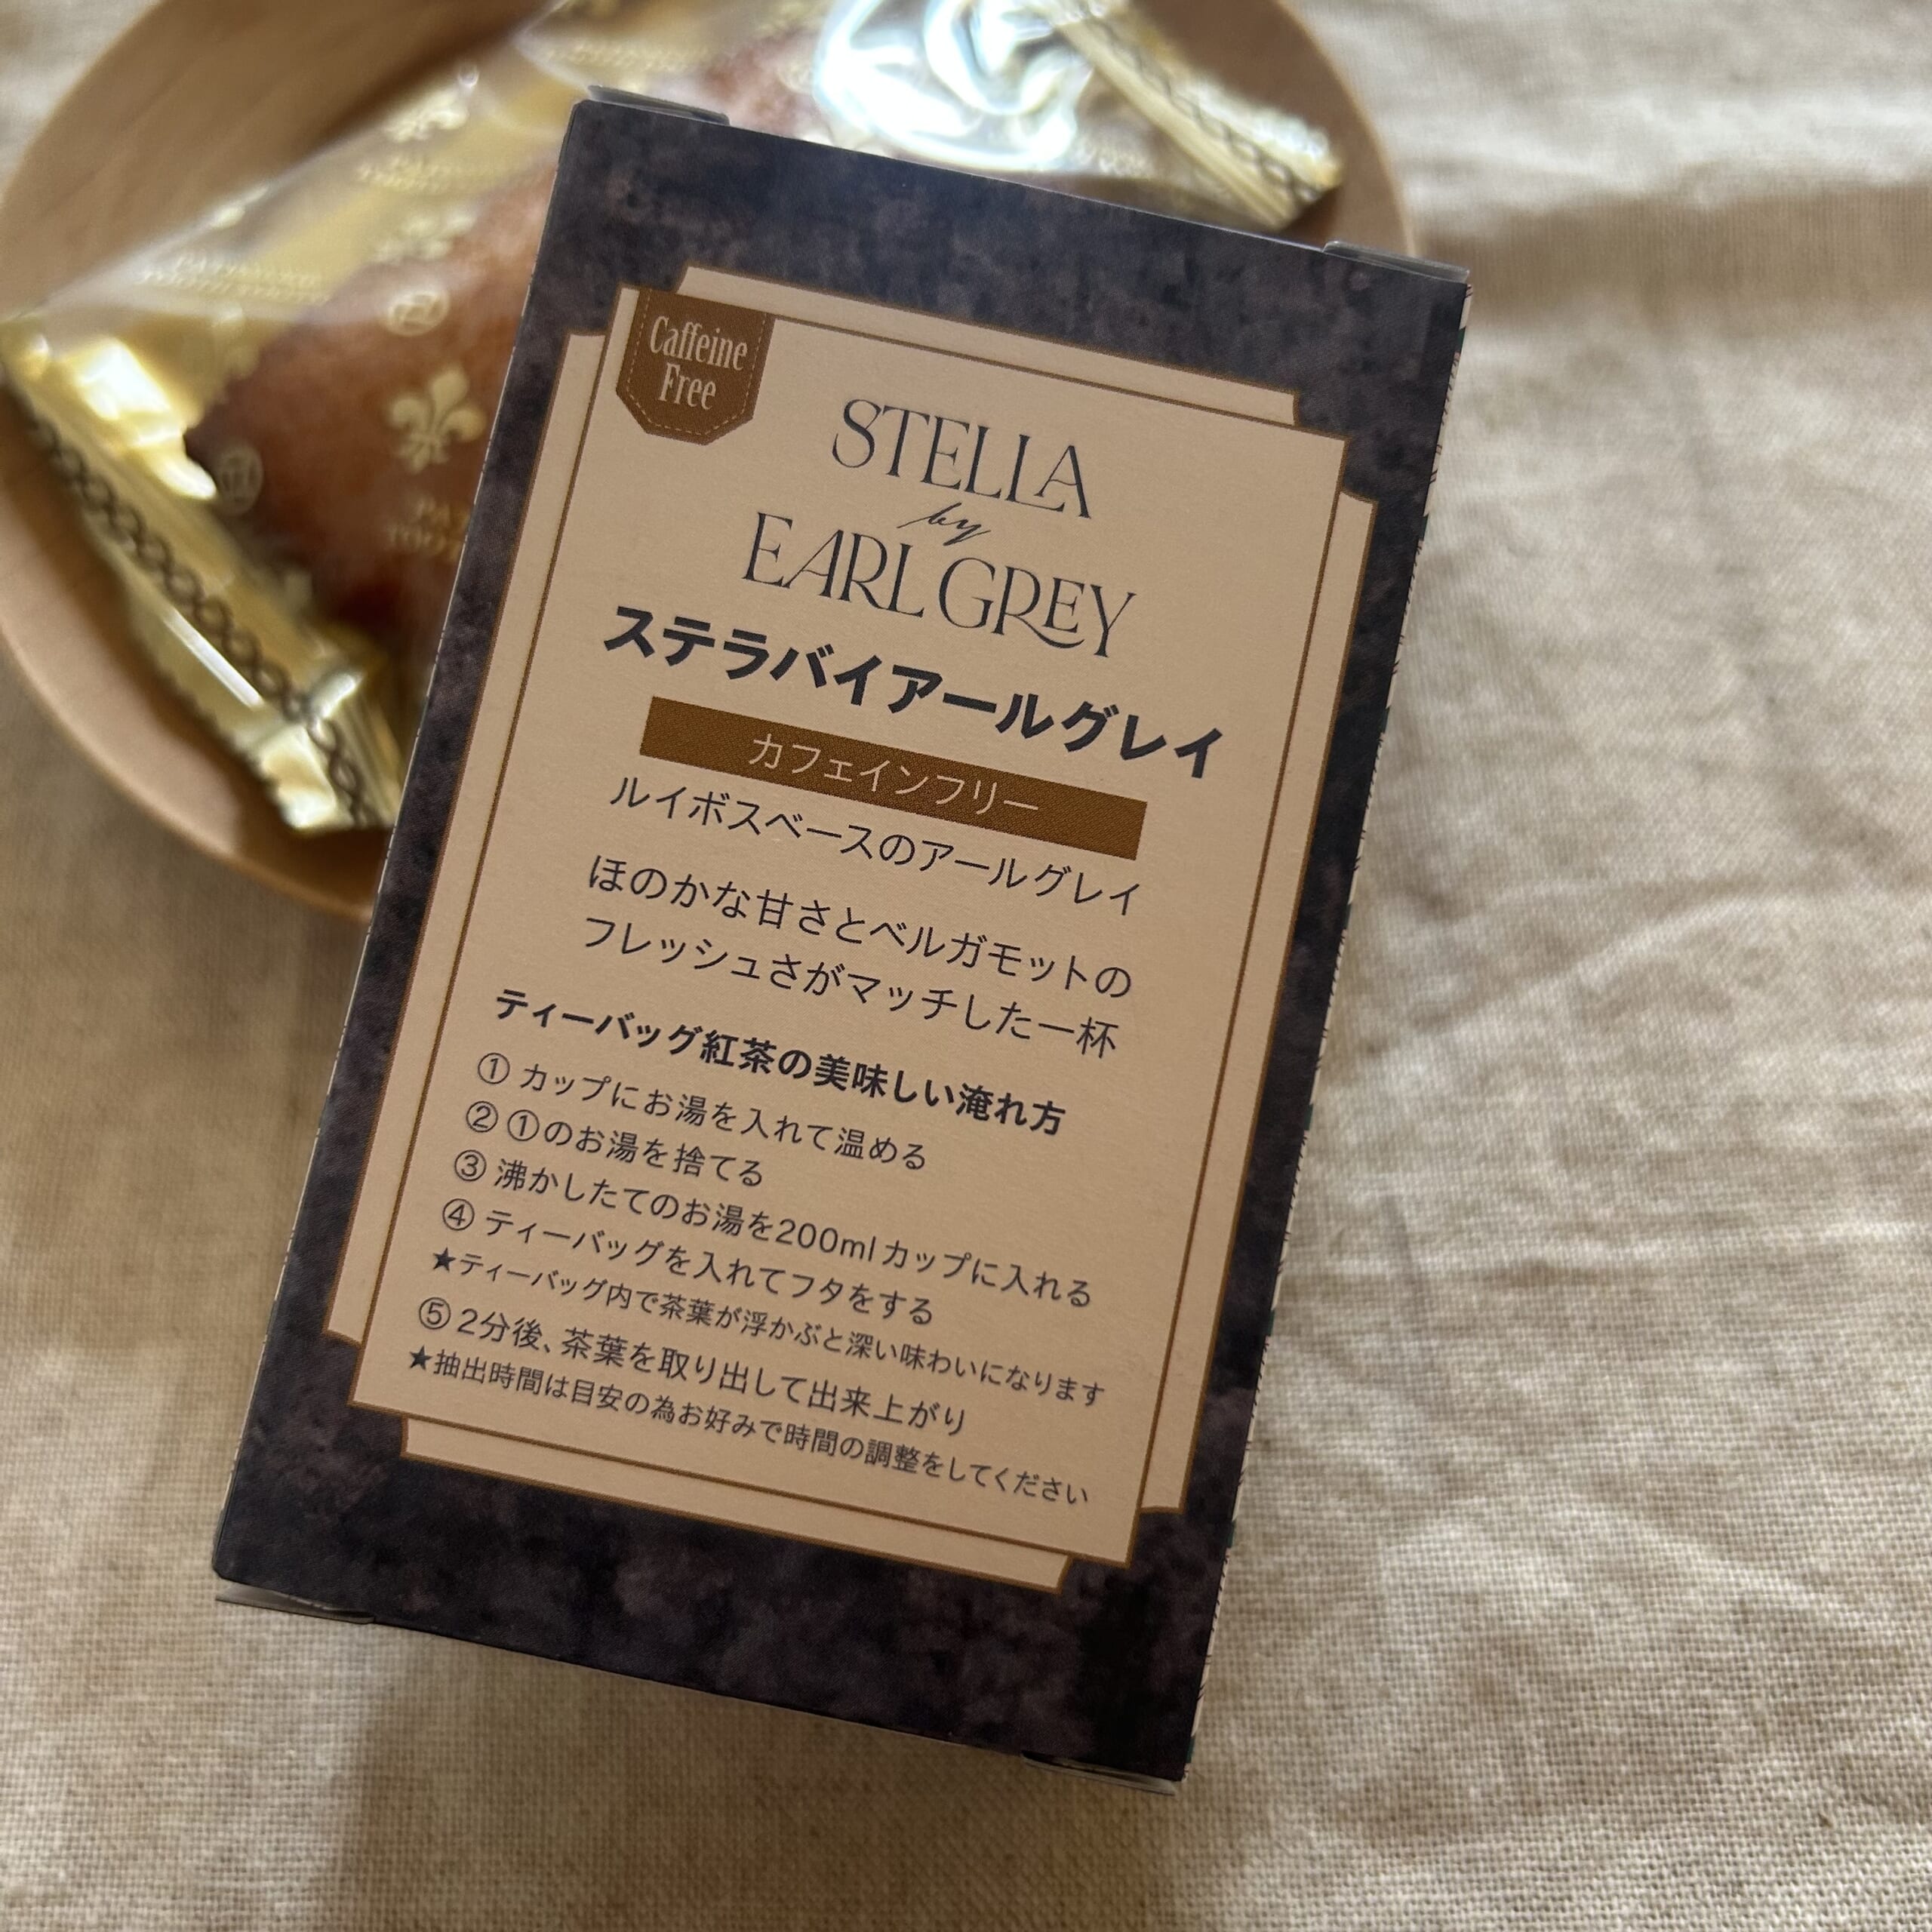 Caffeine
Free
STELLA
by
EARL GREY
ステラバイアールグレイ
カフェインフリー
ルイボスベースのアールグレイ
ほのかな甘さとベルガモットの
フレッシュさがマッチした一杯
ティーバッグ紅茶の美味しい淹れ方
① カップにお湯を入れて温める
② ①のお湯を捨てる
③ 沸かしたてのお湯を200mlカップに入れる
④ ティーバッグを入れてフタをする
★ティーバッグ内で茶葉が浮かぶと深い味わいになります
⑤ 2分後、茶葉を取り出して出来上がり
★抽出時間は目安の為お好みで時間の調整をしてください